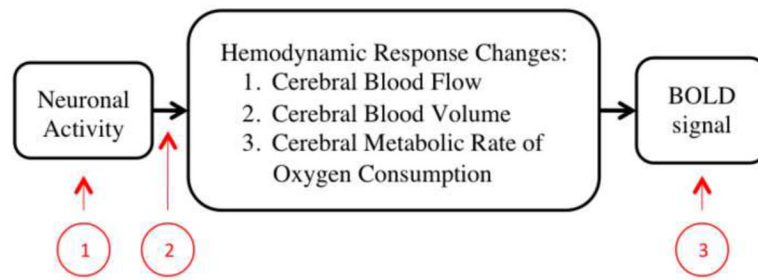 Neuronal
Activity
Hemodynamic Response Changes:
1. Cerebral Blood Flow
2. Cerebral Blood Volume
3. Cerebral Metabolic Rate of
Oxygen Consumption
BOLD
signal
1
2
3